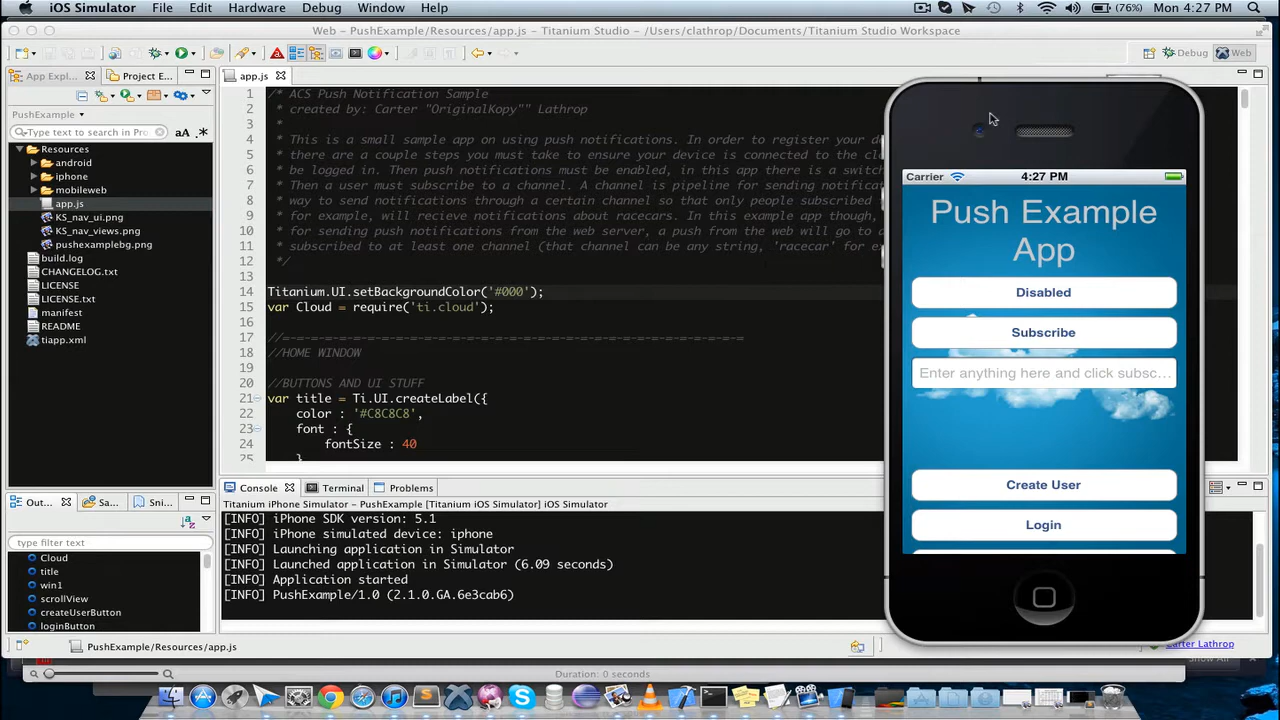 iOS Simulator File Edit Hardware Debug Window Help (76%) Mon 4:27 PM
Web – PushExample/Resources/app.js – Titanium Studio – /Users/clathrop/Documents/Titanium Studio Workspace
Debug Web
App Explo... Project E...
PushExample
Type text to search in Pro aA .*
Resources
android
iphone
mobileweb
app.js
KS_nav_ui.png
KS_nav_views.png
pushexamplebg.png
build.log
CHANGELOG.txt
LICENSE
LICENSE.txt
manifest
README
tiapp.xml
Out... Sa... Sni...
type filter text
Cloud
title
win1
scrollView
createUserButton
loginButton
app.js
1 /* ACS Push Notification Sample
2 * created by: Carter "OriginalKopy"" Lathrop
3 *
4 * This is a small sample app on using push notifications. In order to register your de
5 * there are a couple steps you must take to ensure your device is connected to the clo
6 * be logged in. Then push notifications must be enabled, in this app there is a switch
7 * Then a user must subscribe to a channel. A channel is pipeline for sending notificat
8 * way to send notifications through a certain channel so that only people subscribed
9 * for example, will recieve notifications about racecars. In this example app though,
10 * for sending push notifications from the web server, a push from the web will go to a
11 * subscribed to at least one channel (that channel can be any string, 'racecar' for ex
12 */
13
14 Titanium.UI.setBackgroundColor('#000');
15 var Cloud = require('ti.cloud');
16
17 //=-=-=-=-=-=-=-=-=-=-=-=-=-=-=-=-=-=-=-=-=-=-=-=-=-=-=-=-=-=-=-=-=
18 //HOME WINDOW
19
20 //BUTTONS AND UI STUFF
21 var title = Ti.UI.createLabel({
22 color : '#C8C8C8',
23 font : {
24 fontSize : 40
25 }
Console Terminal Problems
Titanium iPhone Simulator – PushExample [Titanium iOS Simulator] Titanium iOS Simulator
[INFO] iPhone SDK version: 5.1
[INFO] iPhone simulated device: iphone
[INFO] Launching application in Simulator
[INFO] Launched application in Simulator (6.09 seconds)
[INFO] Application started
[INFO] PushExample/1.0 (2.1.0.GA.6e3cab6)
Carrier 4:27 PM
Push Example
App
Disabled
Subscribe
Enter anything here and click subsc...
Create User
Login
PushExample/Resources/app.js
Carter Lathrop
Show All
Duration: 0 seconds